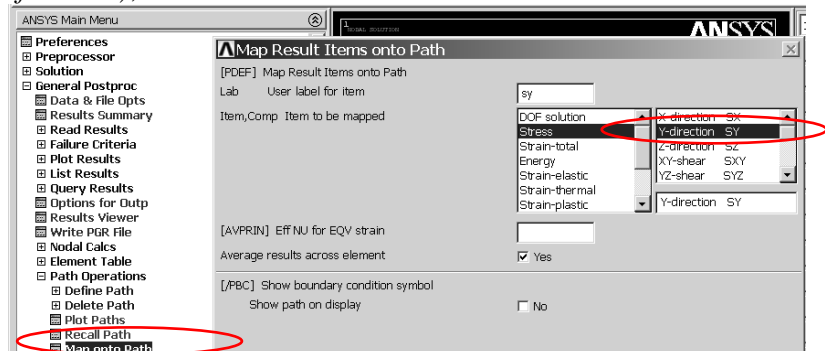 ANSYS Main Menu
Preferences
Preprocessor
Solution
General Postproc
Data & File Opts
Results Summary
Read Results
Failure Criteria
Plot Results
List Results
Query Results
Options for Outp
Results Viewer
Write PGR File
Nodal Calcs
Element Table
Path Operations
Define Path
Delete Path
Plot Paths
Recall Path
Map onto Path
1
NODAL SOLUTION
ANSYS
Map Result Items onto Path
[PDEF] Map Result Items onto Path
Lab User label for item
sy
Item,Comp Item to be mapped
DOF solution
Stress
Strain-total
Energy
Strain-elastic
Strain-thermal
Strain-plastic
X-direction SX
Y-direction SY
Z-direction SZ
XY-shear SXY
YZ-shear SYZ
Y-direction SY
[AVPRIN] Eff NU for EQV strain
Average results across element
Yes
[/PBC] Show boundary condition symbol
Show path on display
No